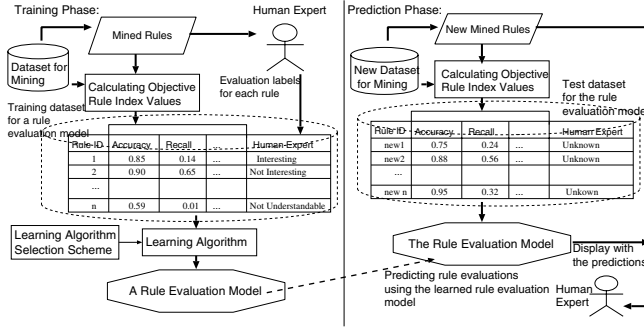 Training Phase:
Mined Rules
Human Expert
Dataset for
Mining
Calculating Objective
Rule Index Values
Evaluation labels
for each rule
Training dataset
for a rule
evaluation model
Rule ID Accuracy Recall ... Human Expert
1 0.85 0.14 ... Interesting
2 0.90 0.65 ... Not Interesting
...
n 0.59 0.01 ... Not Understandable
Learning Algorithm
Selection Scheme
Learning Algorithm
A Rule Evaluation Model
Prediction Phase:
New Mined Rules
New Dataset
for Mining
Calculating Objective
Rule Index Values
Test dataset
for the rule
evaluation model
Rule ID Accuracy Recall ... Human Expert
new1 0.75 0.24 ... Unknown
new2 0.88 0.56 ... Unknown
...
new n 0.95 0.32 ... Unkown
The Rule Evaluation Model
Display with
the predictions
Predicting rule evaluations
using the learned rule evaluation
model
Human
Expert